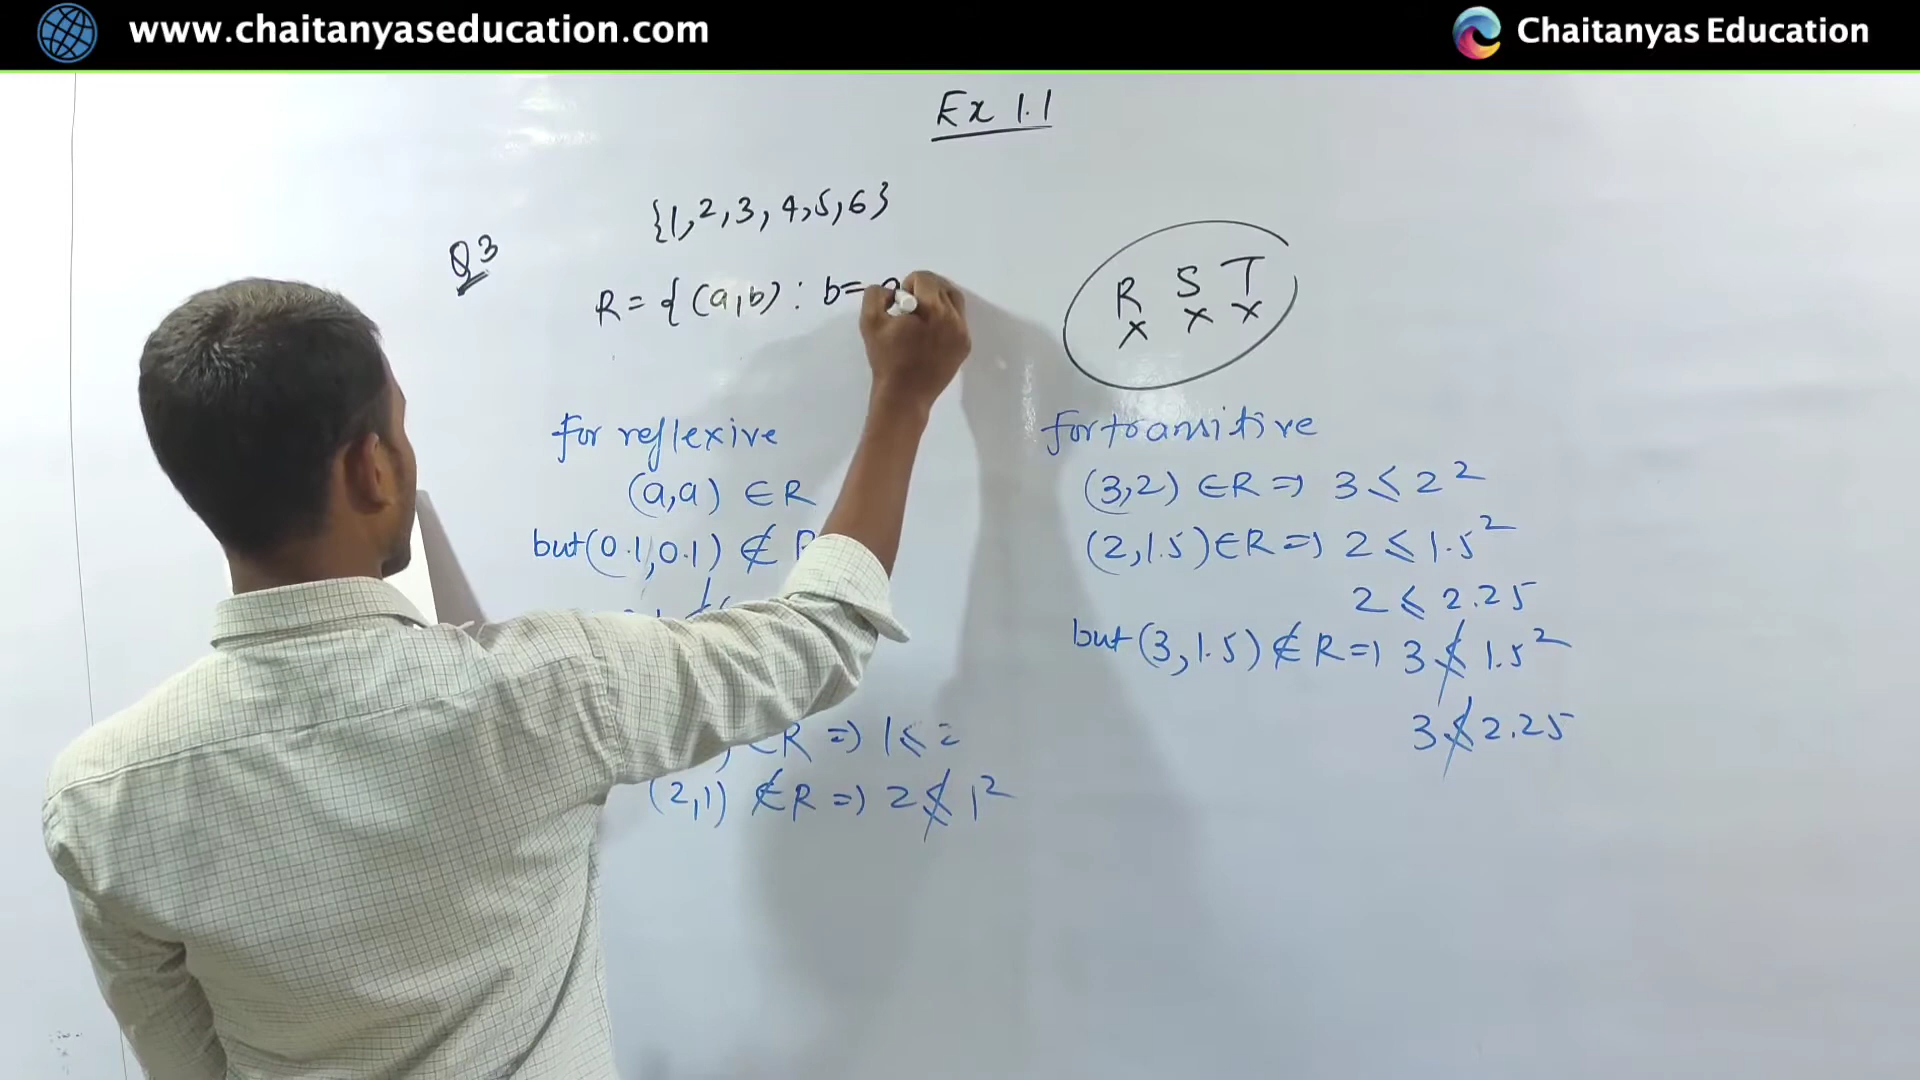 www.chaitanyaseducation.com
Chaitanyas Education
Ex 1.1
{1,2,3,4,5,6}
Q3
R = { (a,b) : b =
R S T
× × ×
for reflexive
(a,a) ∈ R
but (0.1,0.1) ∉ R
∈R ⇒ 1 ≤ 2
(2,1) ∉ R ⇒ 2 ≰ 1²
for transitive
(3,2) ∈ R ⇒ 3 ≤ 2²
(2,1.5) ∈ R ⇒ 2 ≤ 1.5²
2 ≤ 2.25
but (3,1.5) ∉ R ⇒ 3 ≰ 1.5²
3 ≰ 2.25